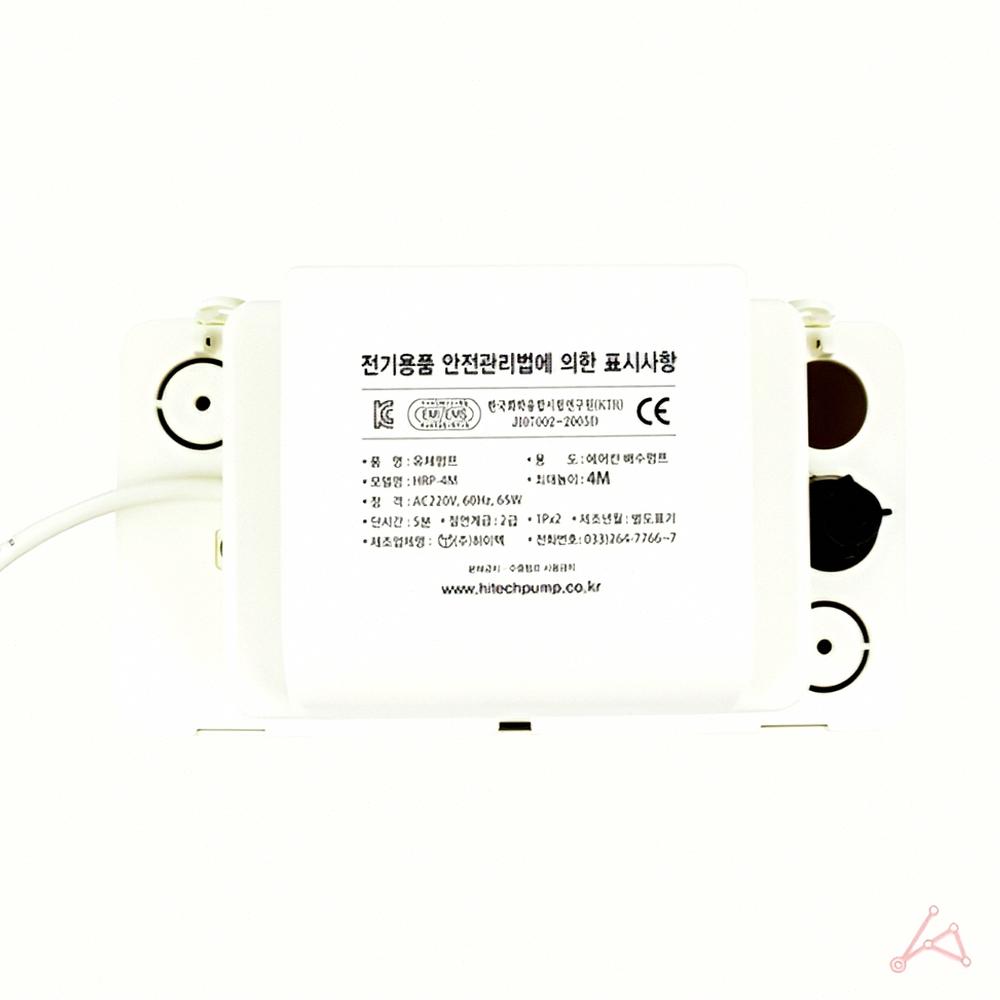 전기용품 안전관리법에 의한 표시사항
EMI/EMS 한국화학융합시험연구원(KTR) CE
JI07002-2005D
• 품 명 : 유체펌프 • 용 도 : 에어컨 배수펌프
• 모델명 : HRP-4M • 최대높이 : 4M
• 정 격 : AC220V, 60Hz, 65W
• 단시간 : 5분 • 절연계급 : 2급 • 1Px2 • 제조년월 : 별도표기
• 제조업체명 : (주)하이텍 • 전화번호 : 033)264-7766~7
www.hitechpump.co.kr